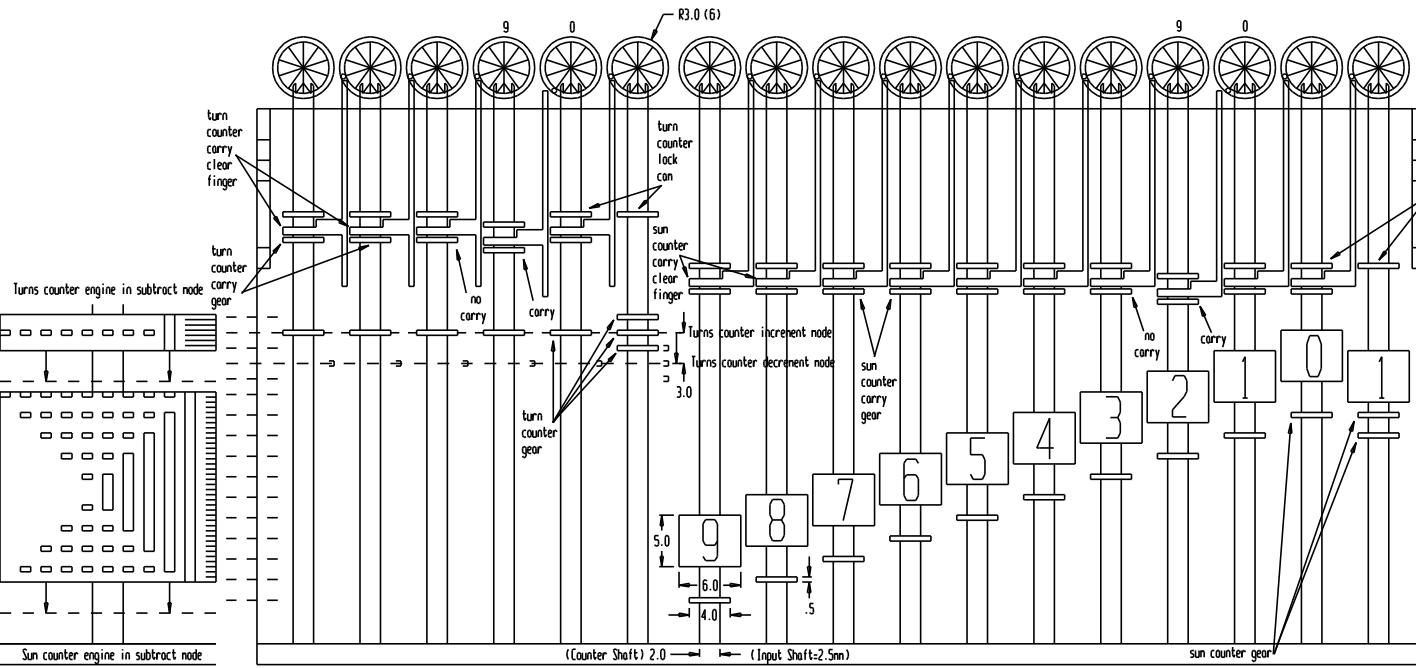 R3.0 (6)
9
0
9
0
turn
counter
carry
clear
finger
turn
counter
lock
can
sun
counter
carry
clear
finger
turn
counter
carry
gear
no
carry
carry
Turns counter engine in subtract node
Turns counter increnent node
Turns counter decrenent node
3.0
sun
counter
carry
gear
no
carry
carry
turn
counter
gear
9
8
7
6
5
4
3
2
1
0
1
5.0
6.0
4.0
.5
sun counter gear
Sun counter engine in subtract node
(Counter Shaft) 2.0
(Input Shaft=2.5nn)